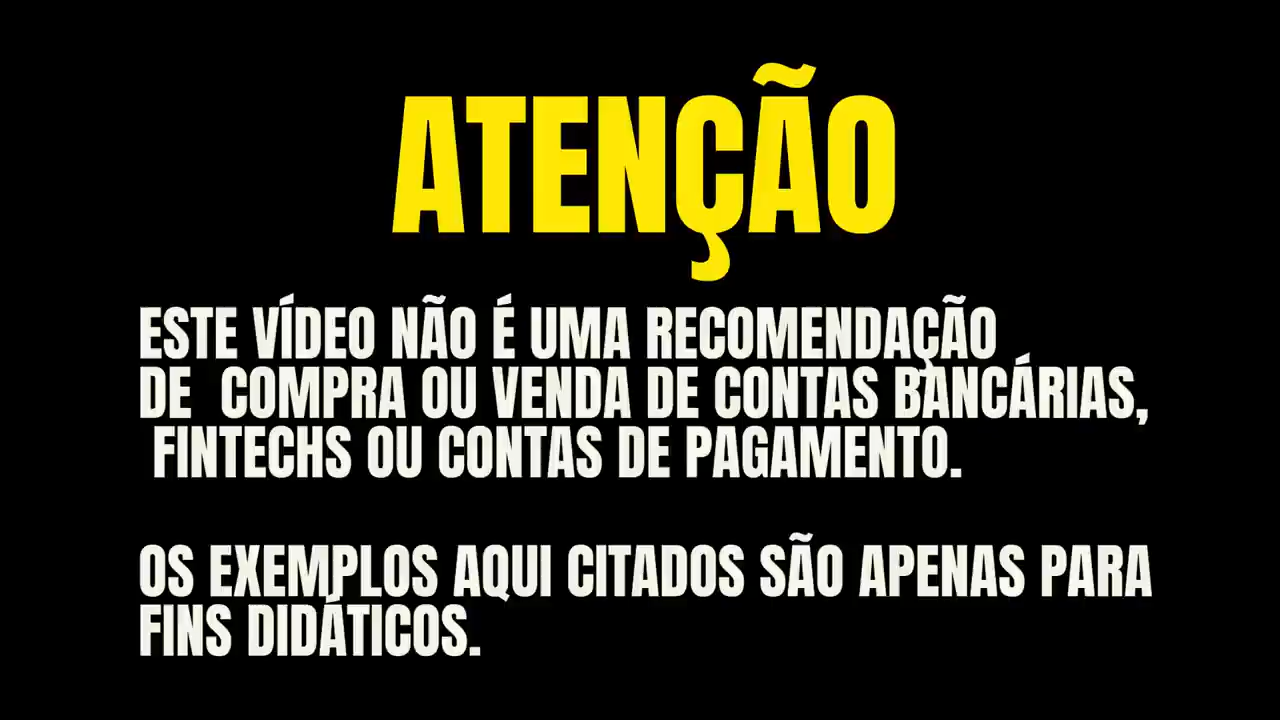 ATENÇÃO
ESTE VÍDEO NÃO É UMA RECOMENDAÇÃO
DE COMPRA OU VENDA DE CONTAS BANCÁRIAS,
FINTECHS OU CONTAS DE PAGAMENTO.
OS EXEMPLOS AQUI CITADOS SÃO APENAS PARA
FINS DIDÁTICOS.